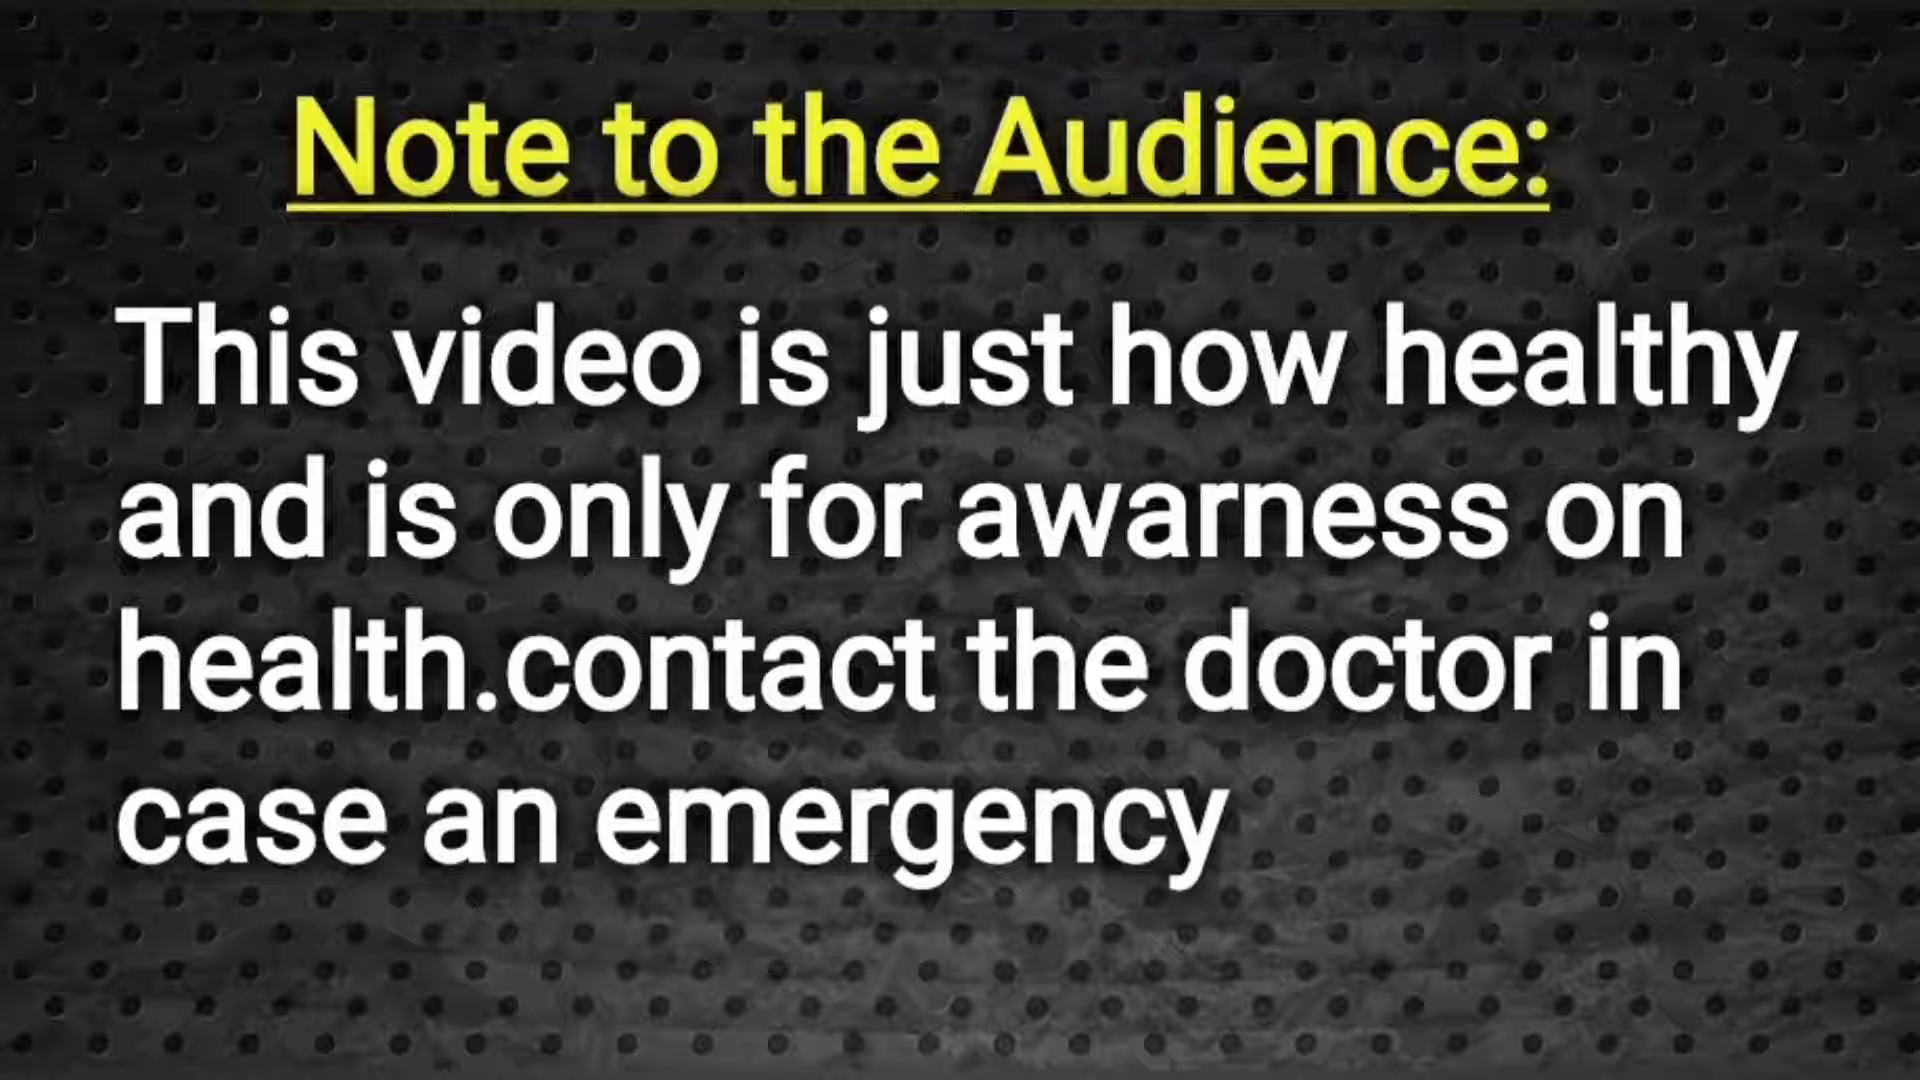 Note to the Audience:
This video is just how healthy
and is only for awarness on
health.contact the doctor in
case an emergency